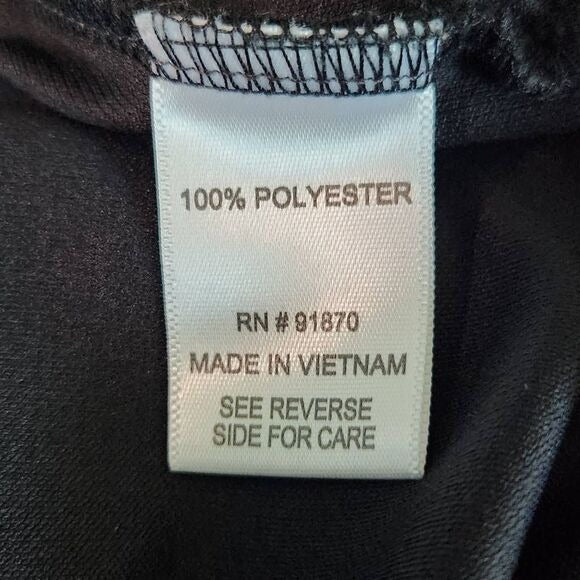 100% POLYESTER
RN # 91870
MADE IN VIETNAM
SEE REVERSE
SIDE FOR CARE